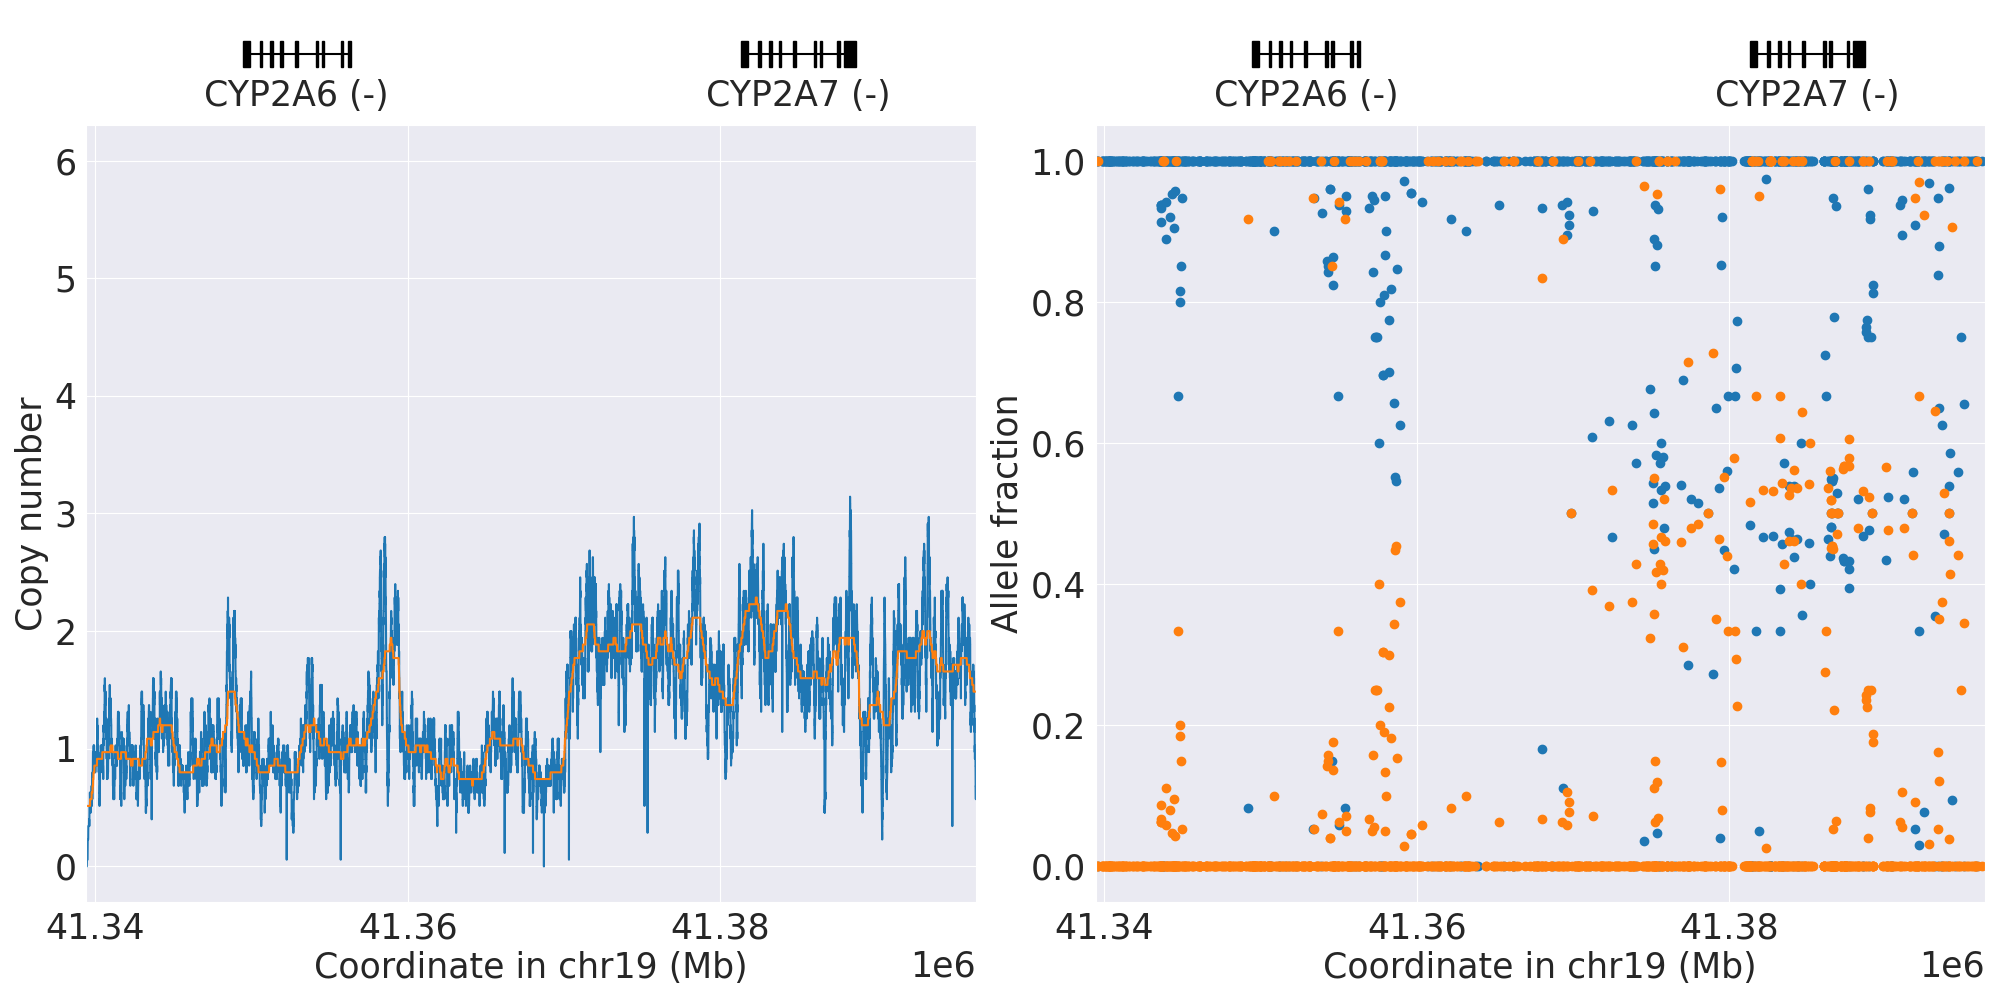 CYP2A6 (-)
CYP2A7 (-)
6
5
4
3
2
1
0
Copy number
41.34
41.36
41.38
Coordinate in chr19 (Mb)
1e6
CYP2A6 (-)
CYP2A7 (-)
1.0
0.8
0.6
0.4
0.2
0.0
Allele fraction
41.34
41.36
41.38
Coordinate in chr19 (Mb)
1e6